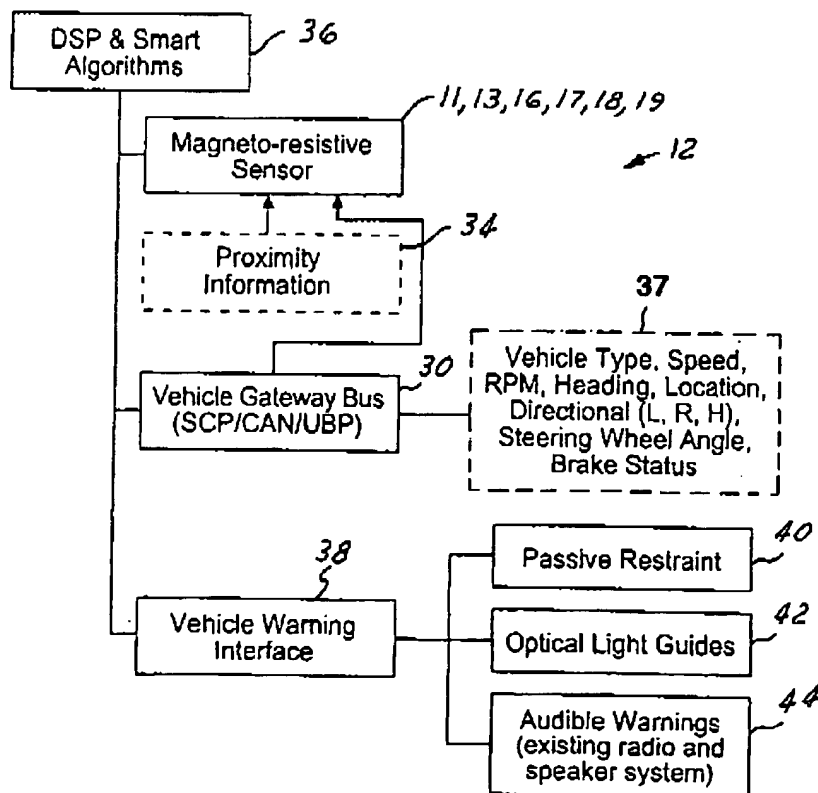 DSP & Smart
Algorithms
36
11, 13, 16, 17, 18, 19
Magneto-resistive
Sensor
12
34
Proximity
Information
37
Vehicle Type, Speed,
RPM, Heading, Location,
Directional (L, R, H),
Steering Wheel Angle,
Brake Status
30
Vehicle Gateway Bus
(SCP/CAN/UBP)
40
Passive Restraint
38
Vehicle Warning
Interface
42
Optical Light Guides
44
Audible Warnings
(existing radio and
speaker system)